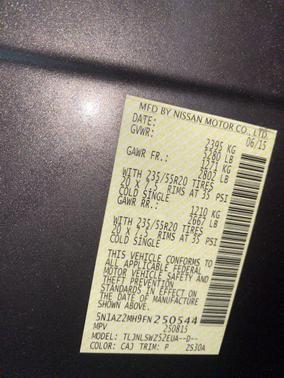 MFD BY NISSAN MOTOR CO., LTD.
DATE: 06/15
GVWR: 2395 KG
5280 LB
GAWR FR.: 1271 KG
2802 LB
WITH 235/55R20 TIRES
20 X 7.5 RIMS AT 35 PSI
COLD SINGLE
GAWR RR.: 1210 KG
2667 LB
WITH 235/55R20 TIRES
20 X 7.5 RIMS AT 35 PSI
COLD SINGLE
THIS VEHICLE CONFORMS TO
ALL APPLICABLE FEDERAL
MOTOR VEHICLE SAFETY AND
THEFT PREVENTION
STANDARDS IN EFFECT ON
THE DATE OF MANUFACTURE
SHOWN ABOVE.
5N1AZ2MH9FN250544
MPV 250815
MODEL: TLJNLSWZ52EUA--D--
COLOR: CAJ TRIM: P 2S30A